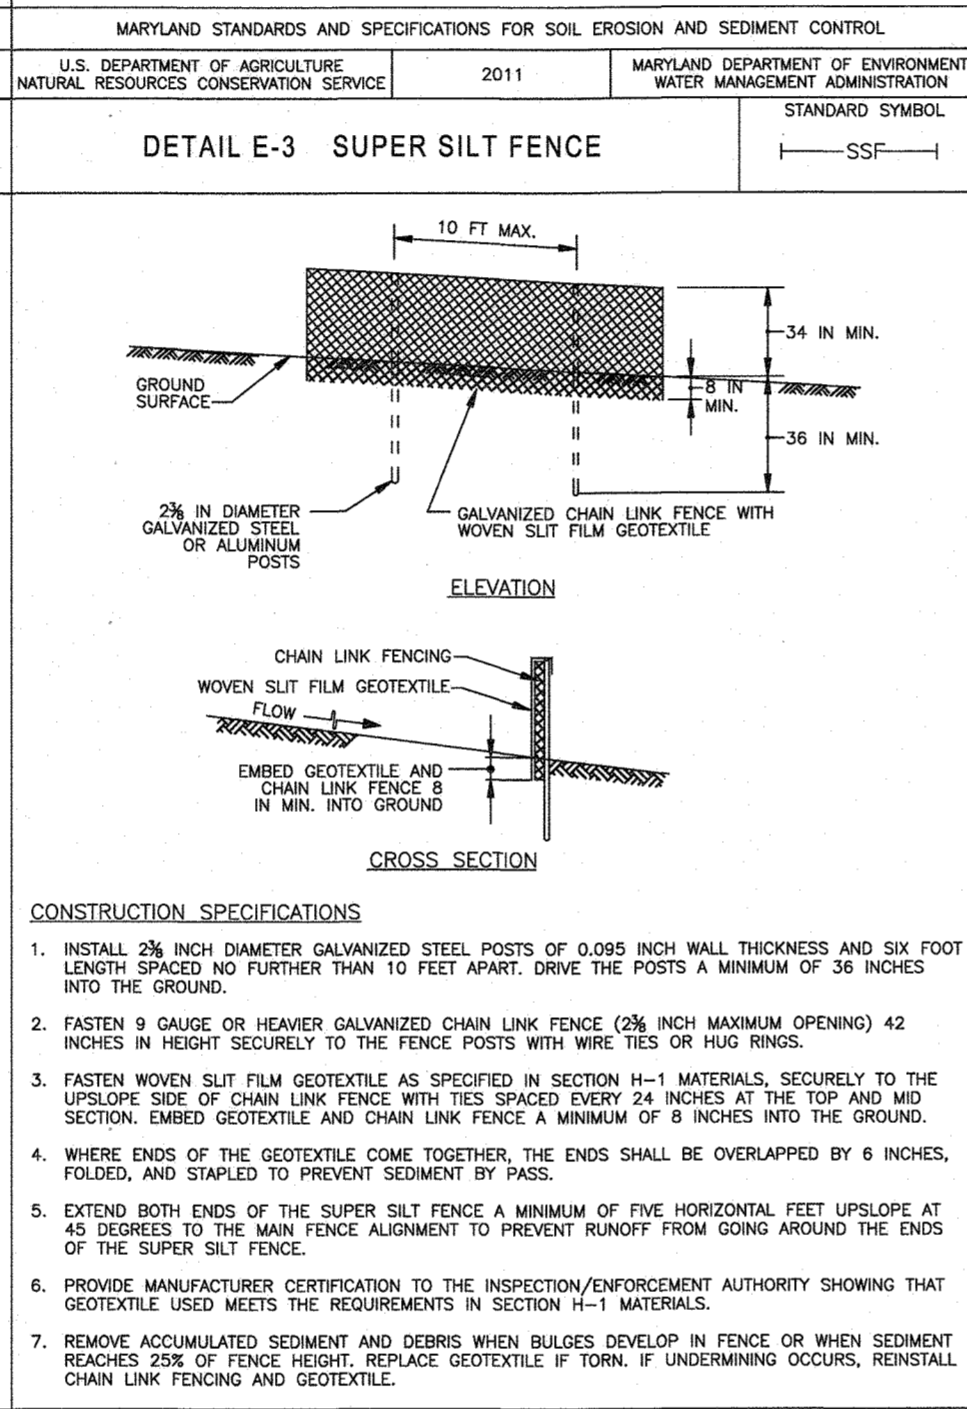 MARYLAND STANDARDS AND SPECIFICATIONS FOR SOIL EROSION AND SEDIMENT CONTROL
U.S. DEPARTMENT OF AGRICULTURE
NATURAL RESOURCES CONSERVATION SERVICE
2011
MARYLAND DEPARTMENT OF ENVIRONMENT
WATER MANAGEMENT ADMINISTRATION
DETAIL E-3 SUPER SILT FENCE
STANDARD SYMBOL
SSF
10 FT MAX.
34 IN MIN.
GROUND
SURFACE
8 IN
MIN.
36 IN MIN.
2⅜ IN DIAMETER
GALVANIZED STEEL
OR ALUMINUM
POSTS
GALVANIZED CHAIN LINK FENCE WITH
WOVEN SLIT FILM GEOTEXTILE
ELEVATION
CHAIN LINK FENCING
WOVEN SLIT FILM GEOTEXTILE
FLOW
EMBED GEOTEXTILE AND
CHAIN LINK FENCE 8
IN MIN. INTO GROUND
CROSS SECTION
CONSTRUCTION SPECIFICATIONS
1. INSTALL 2⅜ INCH DIAMETER GALVANIZED STEEL POSTS OF 0.095 INCH WALL THICKNESS AND SIX FOOT
LENGTH SPACED NO FURTHER THAN 10 FEET APART. DRIVE THE POSTS A MINIMUM OF 36 INCHES
INTO THE GROUND.
2. FASTEN 9 GAUGE OR HEAVIER GALVANIZED CHAIN LINK FENCE (2⅜ INCH MAXIMUM OPENING) 42
INCHES IN HEIGHT SECURELY TO THE FENCE POSTS WITH WIRE TIES OR HUG RINGS.
3. FASTEN WOVEN SLIT FILM GEOTEXTILE AS SPECIFIED IN SECTION H-1 MATERIALS, SECURELY TO THE
UPSLOPE SIDE OF CHAIN LINK FENCE WITH TIES SPACED EVERY 24 INCHES AT THE TOP AND MID
SECTION. EMBED GEOTEXTILE AND CHAIN LINK FENCE A MINIMUM OF 8 INCHES INTO THE GROUND.
4. WHERE ENDS OF THE GEOTEXTILE COME TOGETHER, THE ENDS SHALL BE OVERLAPPED BY 6 INCHES,
FOLDED, AND STAPLED TO PREVENT SEDIMENT BY PASS.
5. EXTEND BOTH ENDS OF THE SUPER SILT FENCE A MINIMUM OF FIVE HORIZONTAL FEET UPSLOPE AT
45 DEGREES TO THE MAIN FENCE ALIGNMENT TO PREVENT RUNOFF FROM GOING AROUND THE ENDS
OF THE SUPER SILT FENCE.
6. PROVIDE MANUFACTURER CERTIFICATION TO THE INSPECTION/ENFORCEMENT AUTHORITY SHOWING THAT
GEOTEXTILE USED MEETS THE REQUIREMENTS IN SECTION H-1 MATERIALS.
7. REMOVE ACCUMULATED SEDIMENT AND DEBRIS WHEN BULGES DEVELOP IN FENCE OR WHEN SEDIMENT
REACHES 25% OF FENCE HEIGHT. REPLACE GEOTEXTILE IF TORN. IF UNDERMINING OCCURS, REINSTALL
CHAIN LINK FENCING AND GEOTEXTILE.